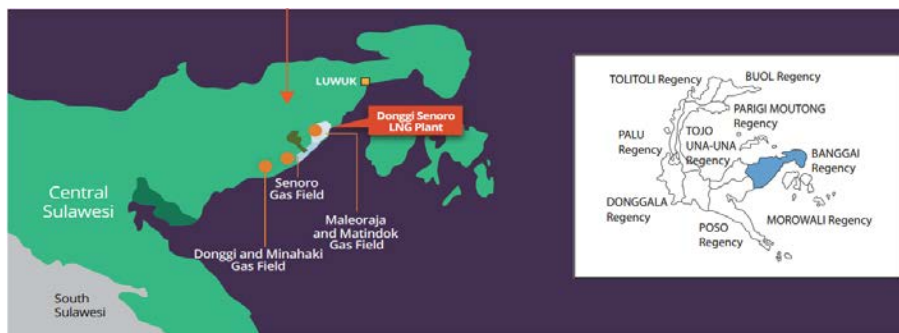 LUWUK
Donggi Senoro
LNG Plant
Senoro
Gas Field
Maleoraja
and Matindok
Gas Field
Donggi and Minahaki
Gas Field
Central
Sulawesi
South
Sulawesi
TOLITOLI Regency
BUOL Regency
PARIGI MOUTONG
Regency
PALU
Regency
TOJO
UNA-UNA
Regency
BANGGAI
Regency
DONGGALA
Regency
MOROWALI Regency
POSO
Regency